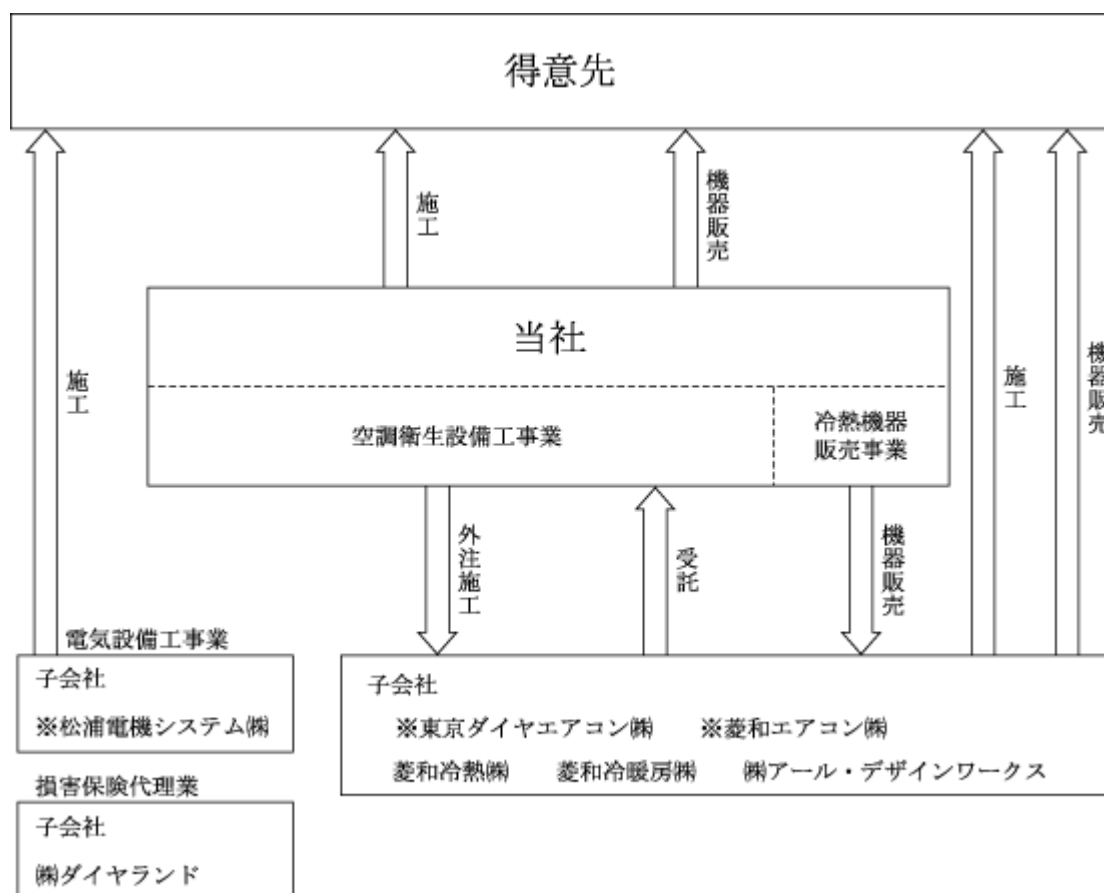 得意先
施工
機器販売
施工
施工
機器販売
当社
空調衛生設備工事業
冷熱機器
販売事業
外注施工
受託
機器販売
電気設備工事業
子会社
※松浦電機システム㈱
子会社
※東京ダイヤエアコン㈱ ※菱和エアコン㈱
菱和冷熱㈱ 菱和冷暖房㈱ ㈱アール・デザインワークス
損害保険代理業
子会社
㈱ダイヤランド